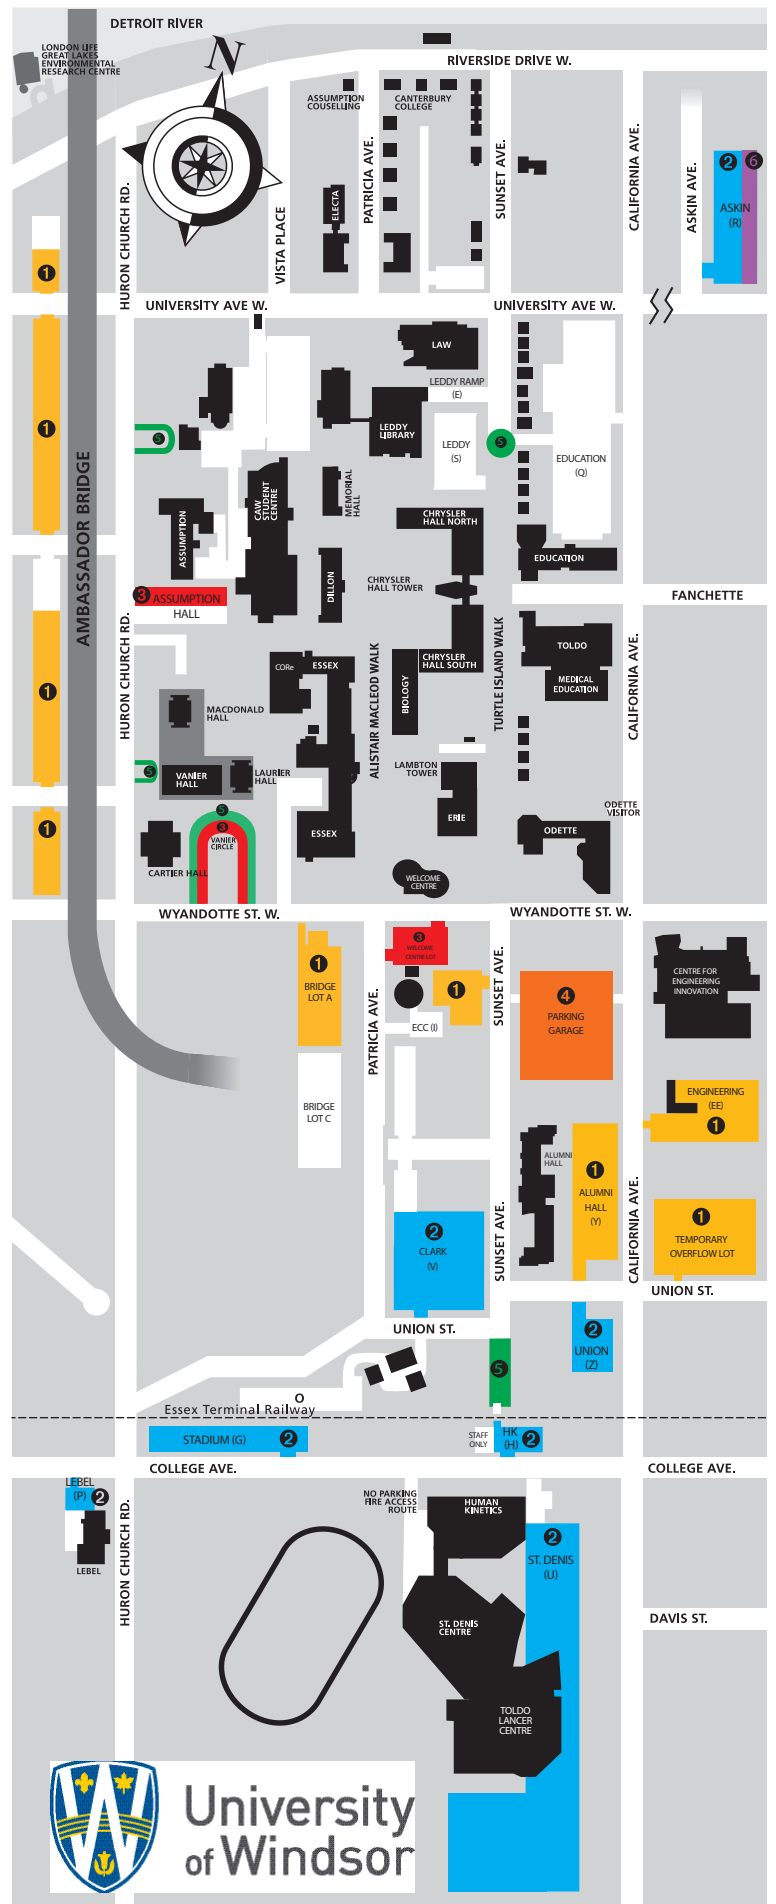 DETROIT RIVER
LONDON LIFE
GREAT LAKES
ENVIRONMENTAL
RESEARCH CENTRE
N
RIVERSIDE DRIVE W.
ASSUMPTION
COUSELLING
CANTERBURY
COLLEGE
HURON CHURCH RD.
VISTA PLACE
ELECTA
PATRICIA AVE.
SUNSET AVE.
CALIFORNIA AVE.
ASKIN AVE.
2
6
ASKIN
(R)
1
UNIVERSITY AVE W.
UNIVERSITY AVE W.
LAW
LEDDY RAMP
(E)
1
5
LEDDY
LIBRARY
LEDDY
(S)
5
EDUCATION
(Q)
AMBASSADOR BRIDGE
CAW
STUDENT
CENTRE
MEMORIAL
HALL
ASSUMPTION
CHRYSLER
HALL NORTH
EDUCATION
DILLON
CHRYSLER
HALL TOWER
3 ASSUMPTION
HALL
FANCHETTE
HURON CHURCH RD.
1
CORe
ESSEX
ALISTAIR MACLEOD WALK
BIOLOGY
CHRYSLER
HALL SOUTH
TURTLE ISLAND WALK
TOLDO
MEDICAL
EDUCATION
CALIFORNIA AVE.
MACDONALD
HALL
5
VANIER
HALL
LAURIER
HALL
LAMBTON
TOWER
ERIE
ODETTE
VISITOR
ODETTE
1
5
3
VANIER
CIRCLE
CARTIER HALL
ESSEX
WELCOME
CENTRE
WYANDOTTE ST. W.
WYANDOTTE ST. W.
3
WELCOME
CENTRE LOT
1
BRIDGE
LOT A
PATRICIA AVE.
1
ECC (I)
SUNSET AVE.
4
PARKING
GARAGE
CENTRE FOR
ENGINEERING
INNOVATION
BRIDGE
LOT C
ENGINEERING
(EE)
1
ALUMNI
HALL
1
ALUMNI
HALL
(Y)
CALIFORNIA AVE.
1
TEMPORARY
OVERFLOW LOT
2
CLARK
(V)
SUNSET AVE.
UNION ST.
UNION ST.
2
UNION
(Z)
5
O
Essex Terminal Railway
STADIUM (G) 2
STAFF
ONLY
HK
(H)
2
COLLEGE AVE.
COLLEGE AVE.
LEBEL
(P)
2
LEBEL
HURON CHURCH RD.
NO PARKING
FIRE ACCESS
ROUTE
HUMAN
KINETICS
2
ST. DENIS
(U)
ST. DENIS
CENTRE
DAVIS ST.
TOLDO
LANCER
CENTRE
University
of Windsor